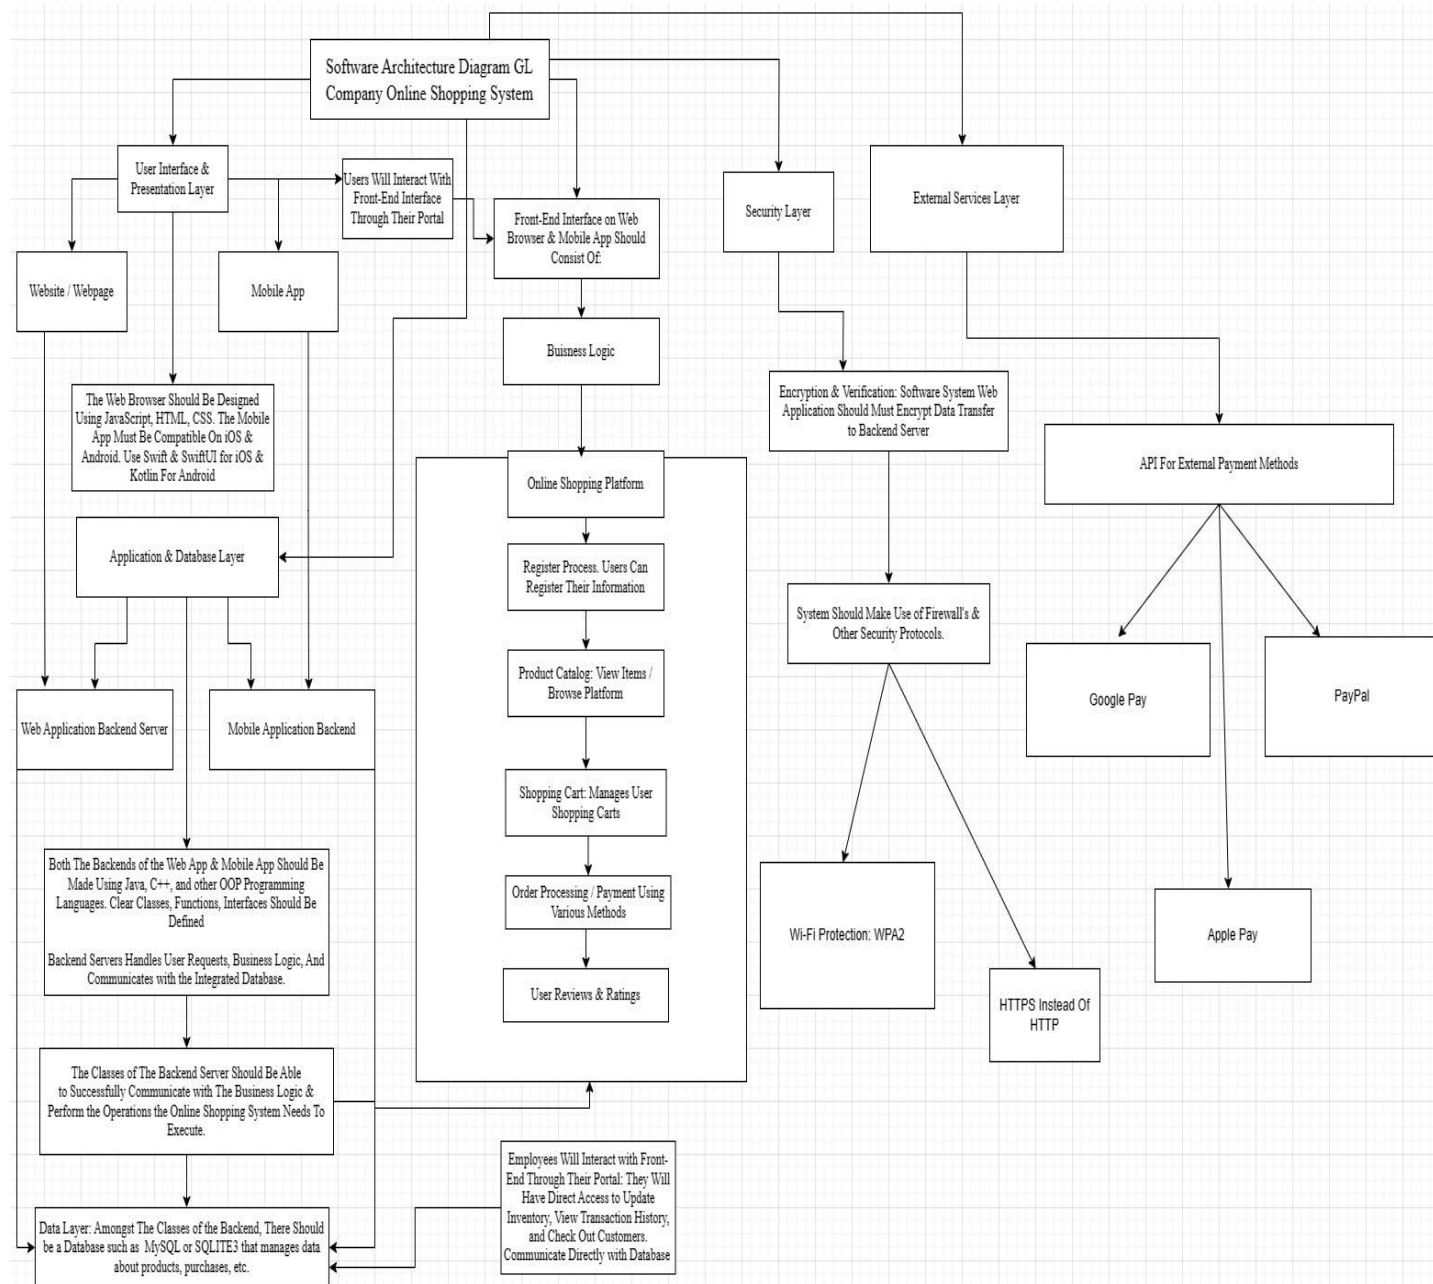 Software Architecture Diagram GL
Company Online Shopping System
User Interface &
Presentation Layer
Users Will Interact With
Front-End Interface
Through Their Portal
Front-End Interface on Web
Browser & Mobile App Should
Consist Of:
Security Layer
External Services Layer
Website / Webpage
Mobile App
Buisness Logic
The Web Browser Should Be Designed
Using JavaScript, HTML, CSS. The Mobile
App Must Be Compatible On iOS &
Android. Use Swift & SwiftUI for iOS &
Kotlin For Android
Encryption & Verification: Software System Web
Application Should Must Encrypt Data Transfer
to Backend Server
API For External Payment Methods
Online Shopping Platform
Application & Database Layer
Register Process. Users Can
Register Their Information
System Should Make Use of Firewall's &
Other Security Protocols.
Product Catalog: View Items /
Browse Platform
Google Pay
PayPal
Web Application Backend Server
Mobile Application Backend
Shopping Cart: Manages User
Shopping Carts
Both The Backends of the Web App & Mobile App Should Be
Made Using Java, C++, and other OOP Programming
Languages. Clear Classes, Functions, Interfaces Should Be
Defined
Backend Servers Handles User Requests, Business Logic, And
Communicates with the Integrated Database.
Order Processing / Payment Using
Various Methods
Wi-Fi Protection: WPA2
Apple Pay
User Reviews & Ratings
HTTPS Instead Of
HTTP
The Classes of The Backend Server Should Be Able
to Successfully Communicate with The Business Logic &
Perform the Operations the Online Shopping System Needs To
Execute.
Employees Will Interact with Front-
End Through Their Portal: They Will
Have Direct Access to Update
Inventory, View Transaction History,
and Check Out Customers.
Communicate Directly with Database
Data Layer: Amongst The Classes of the Backend, There Should
be a Database such as MySQL or SQLITE3 that manages data
about products, purchases, etc.